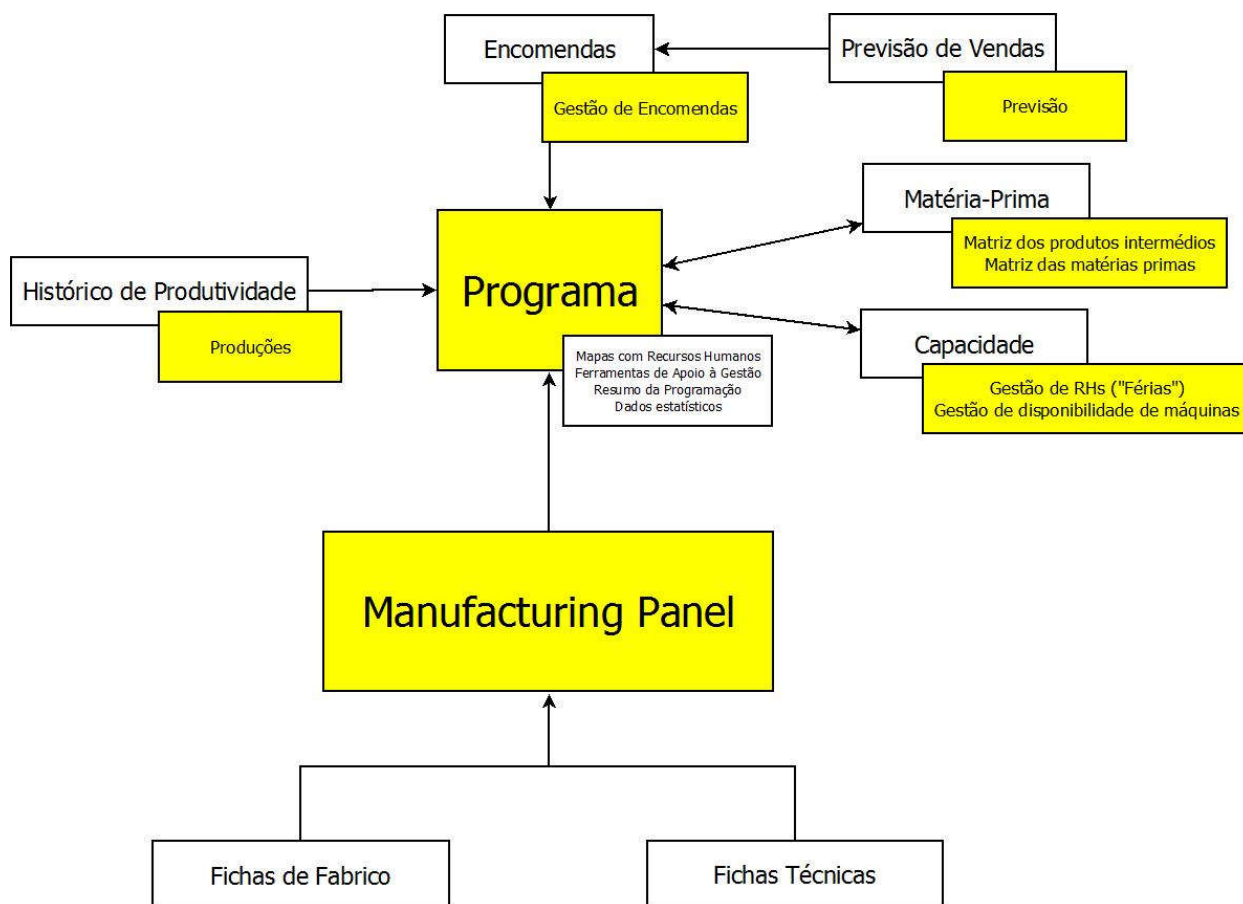 Encomendas
Previsão de Vendas
Gestão de Encomendas
Previsão
Matéria-Prima
Matriz dos produtos intermédios
Matriz das matérias primas
Histórico de Produtividade
Produções
Programa
Mapas com Recursos Humanos
Ferramentas de Apoio à Gestão
Resumo da Programação
Dados estatísticos
Capacidade
Gestão de RHs ("Férias")
Gestão de disponibilidade de máquinas
Manufacturing Panel
Fichas de Fabrico
Fichas Técnicas